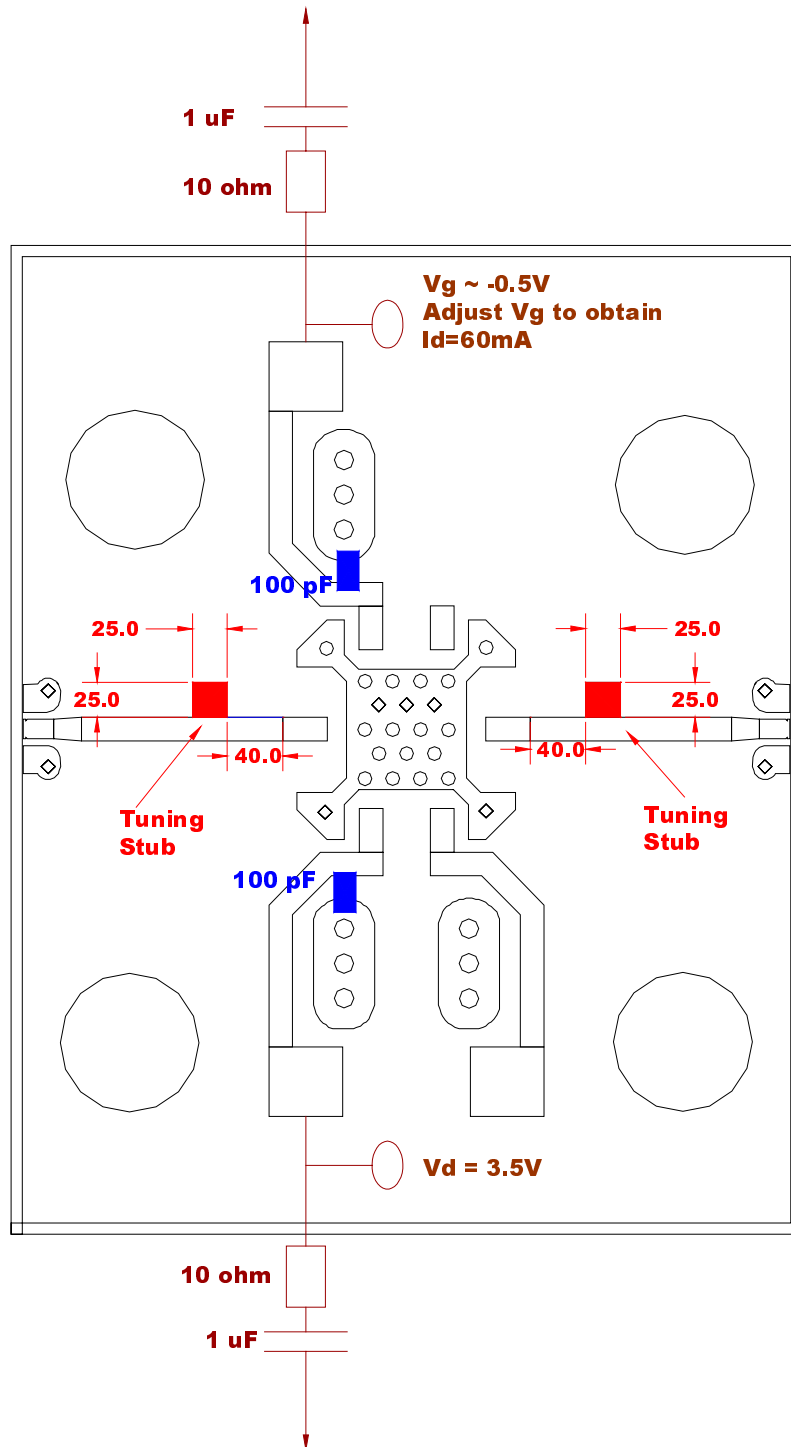 1 uF
10 ohm
Vg ~ -0.5V
Adjust Vg to obtain
Id=60mA
100 pF
25.0
25.0
25.0
25.0
40.0
40.0
Tuning
Stub
Tuning
Stub
100 pF
Vd = 3.5V
10 ohm
1 uF